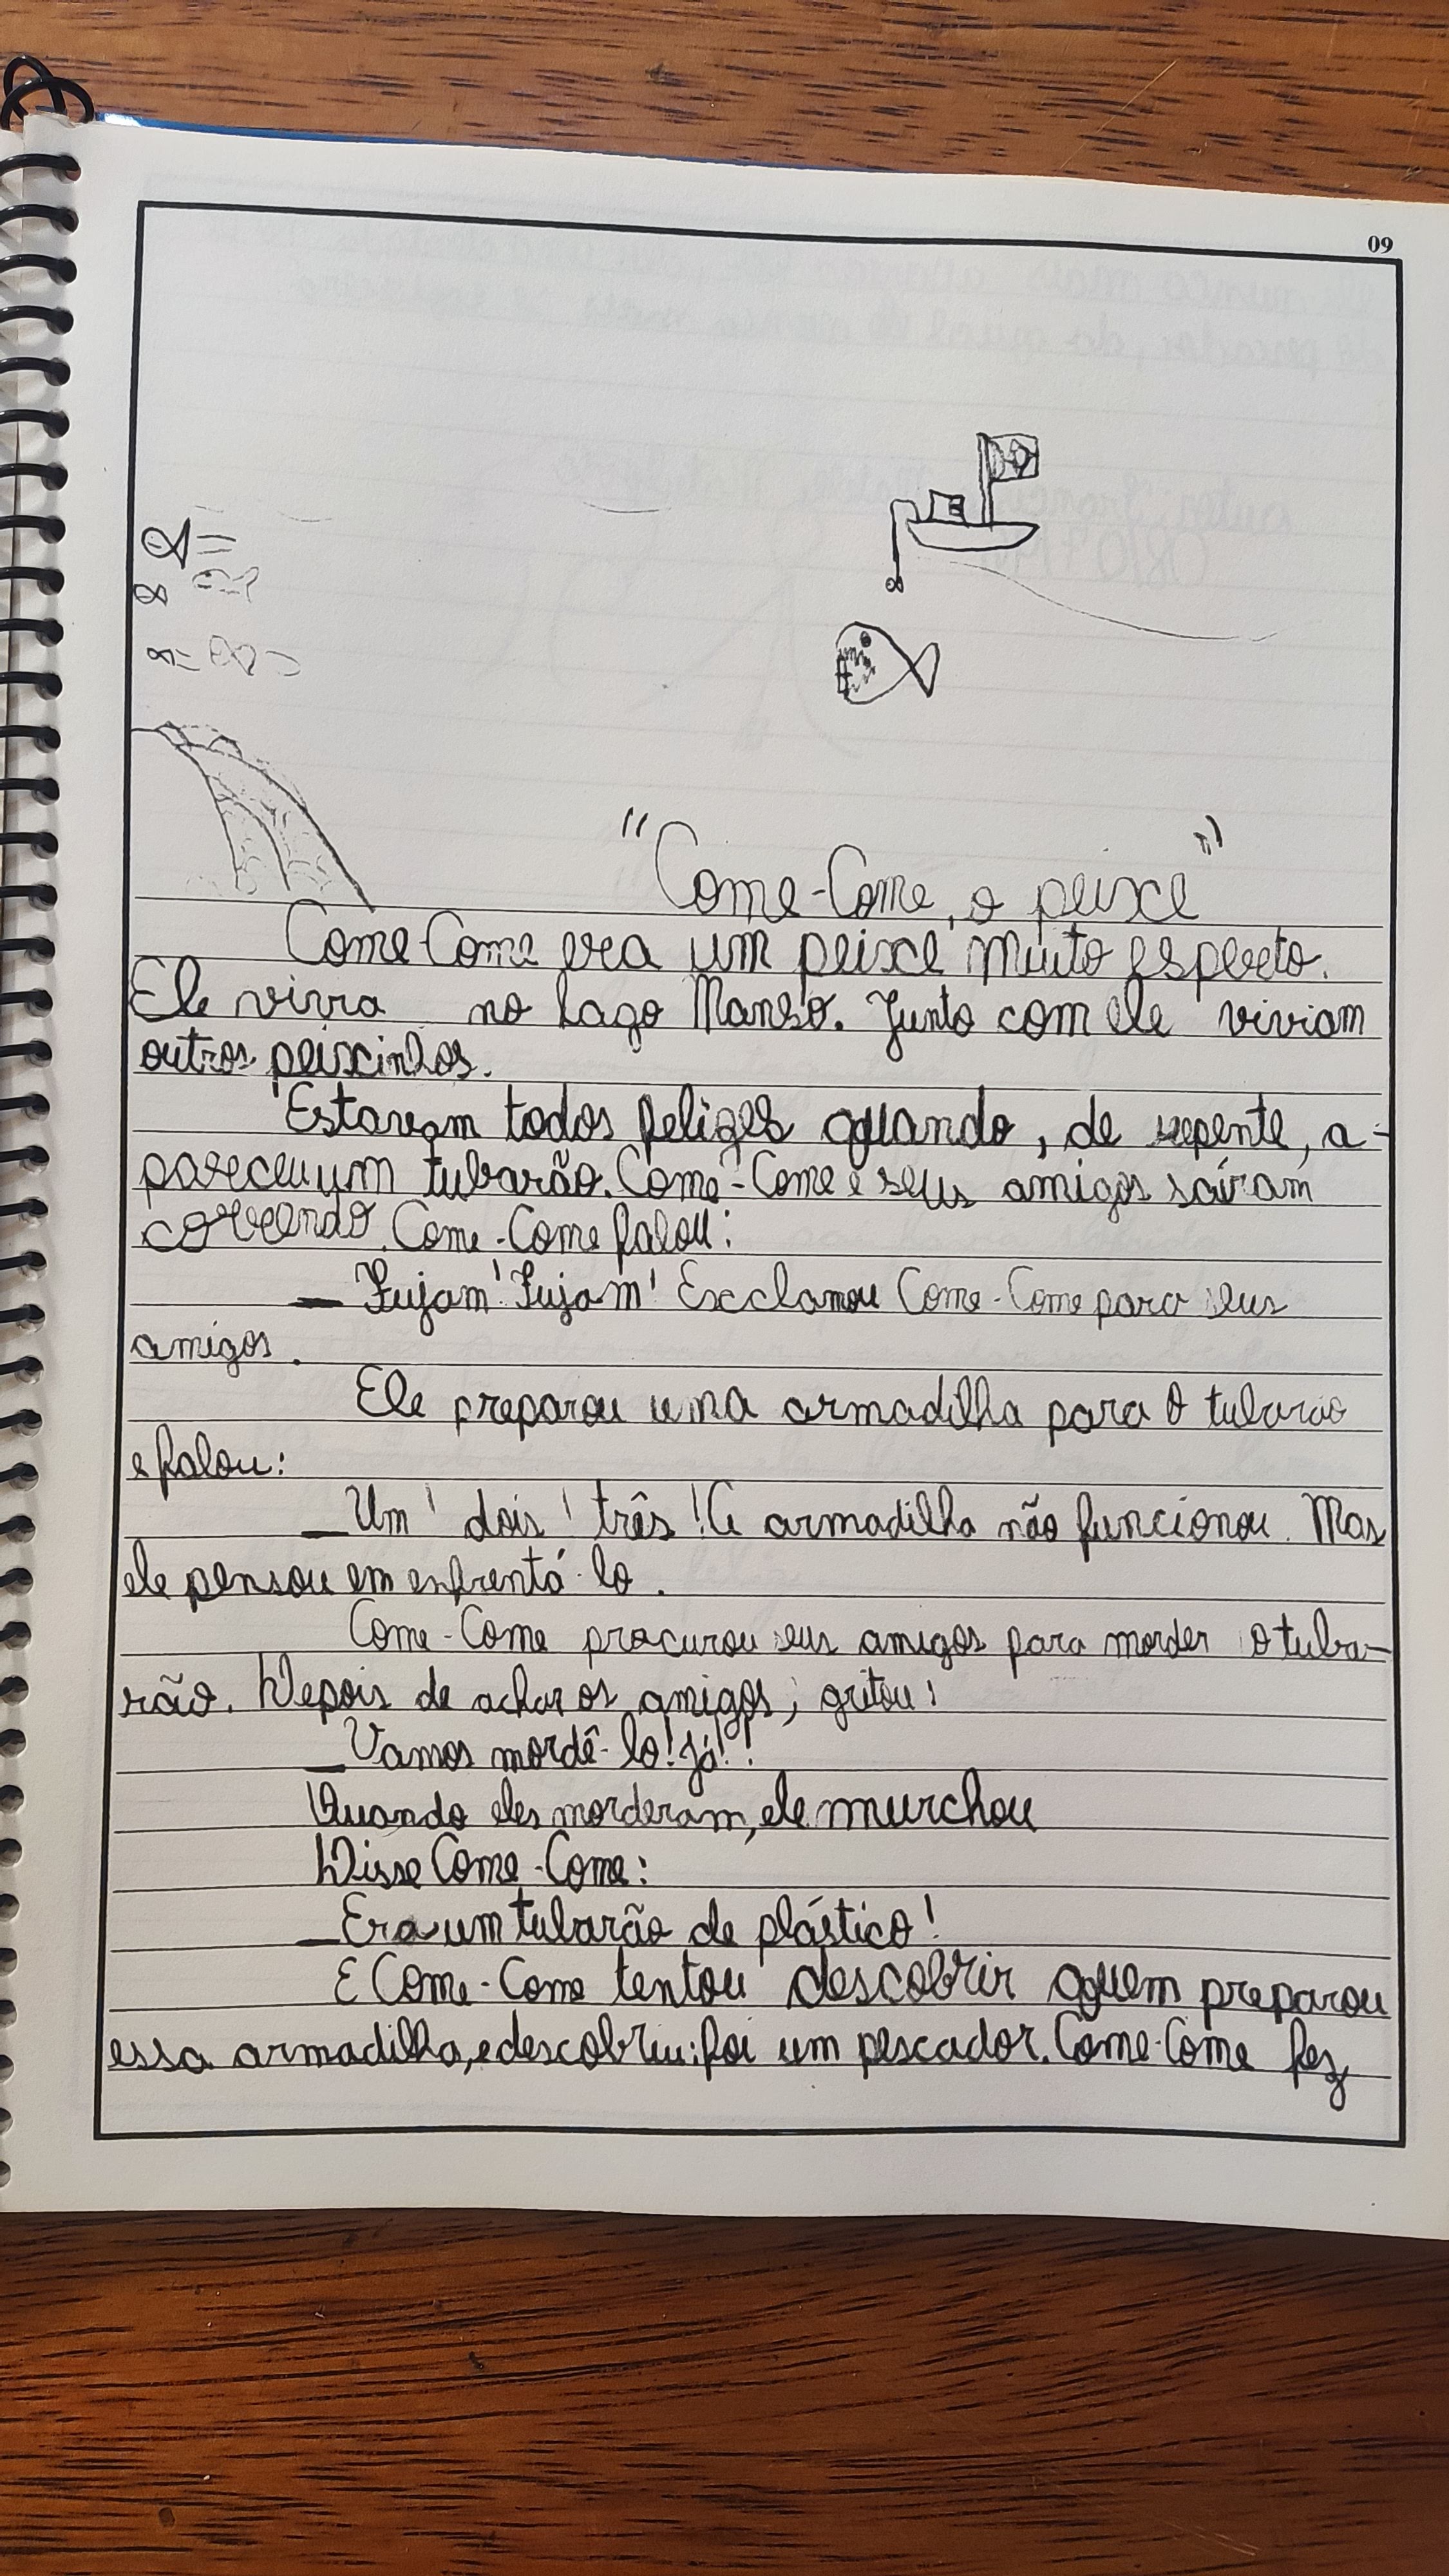 09
"Come-Come, o peixe"
Come-Come era um peixe muito esperto.
Ele vivia no Lago Manso. Junto com ele viviam
outros peixinhos.
Estavam todos felizes quando, de repente, a-
pareceu um tubarão. Come-Come e seus amigos saíram
correndo. Come-Come falou:
— Fujam! Fujam! Esclamou Come-Come para seus
amigos.
Ele preparou uma armadilha para o tubarão
e falou:
— Um! dois! três! A armadilha não funcionou. Mas
ele pensou em enfrentá-lo.
Come-Come procurou seus amigos para morder o tuba-
rão. Depois de achar os amigos, gritou:
— Vamos mordê-lo! Já!!
Quando eles morderam, ele murchou
Disse Come-Come:
— Era um tubarão de plástico!
E Come-Come tentou descobrir quem preparou
essa armadilha, e descobriu: foi um pescador. Come-Come fez